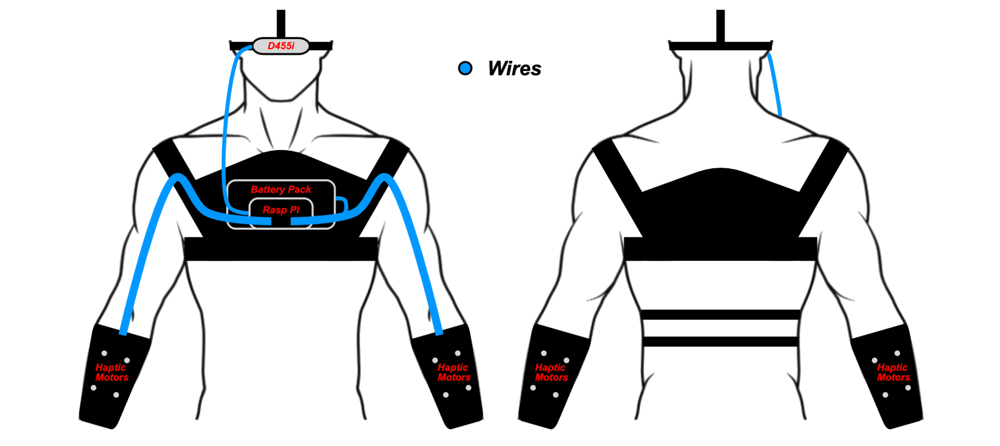 D455i
Wires
Battery Pack
Rasp Pi
Haptic
Motors
Haptic
Motors
Haptic
Motors
Haptic
Motors